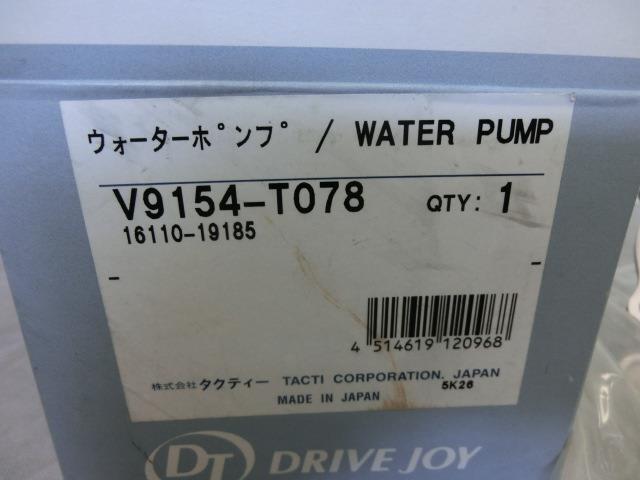 ウォーターポンプ / WATER PUMP
V9154-T078 QTY: 1
16110-19185
- -
4 514619 120968
株式会社 タクティー TACTI CORPORATION. JAPAN
5K26
MADE IN JAPAN
DT DRIVE JOY